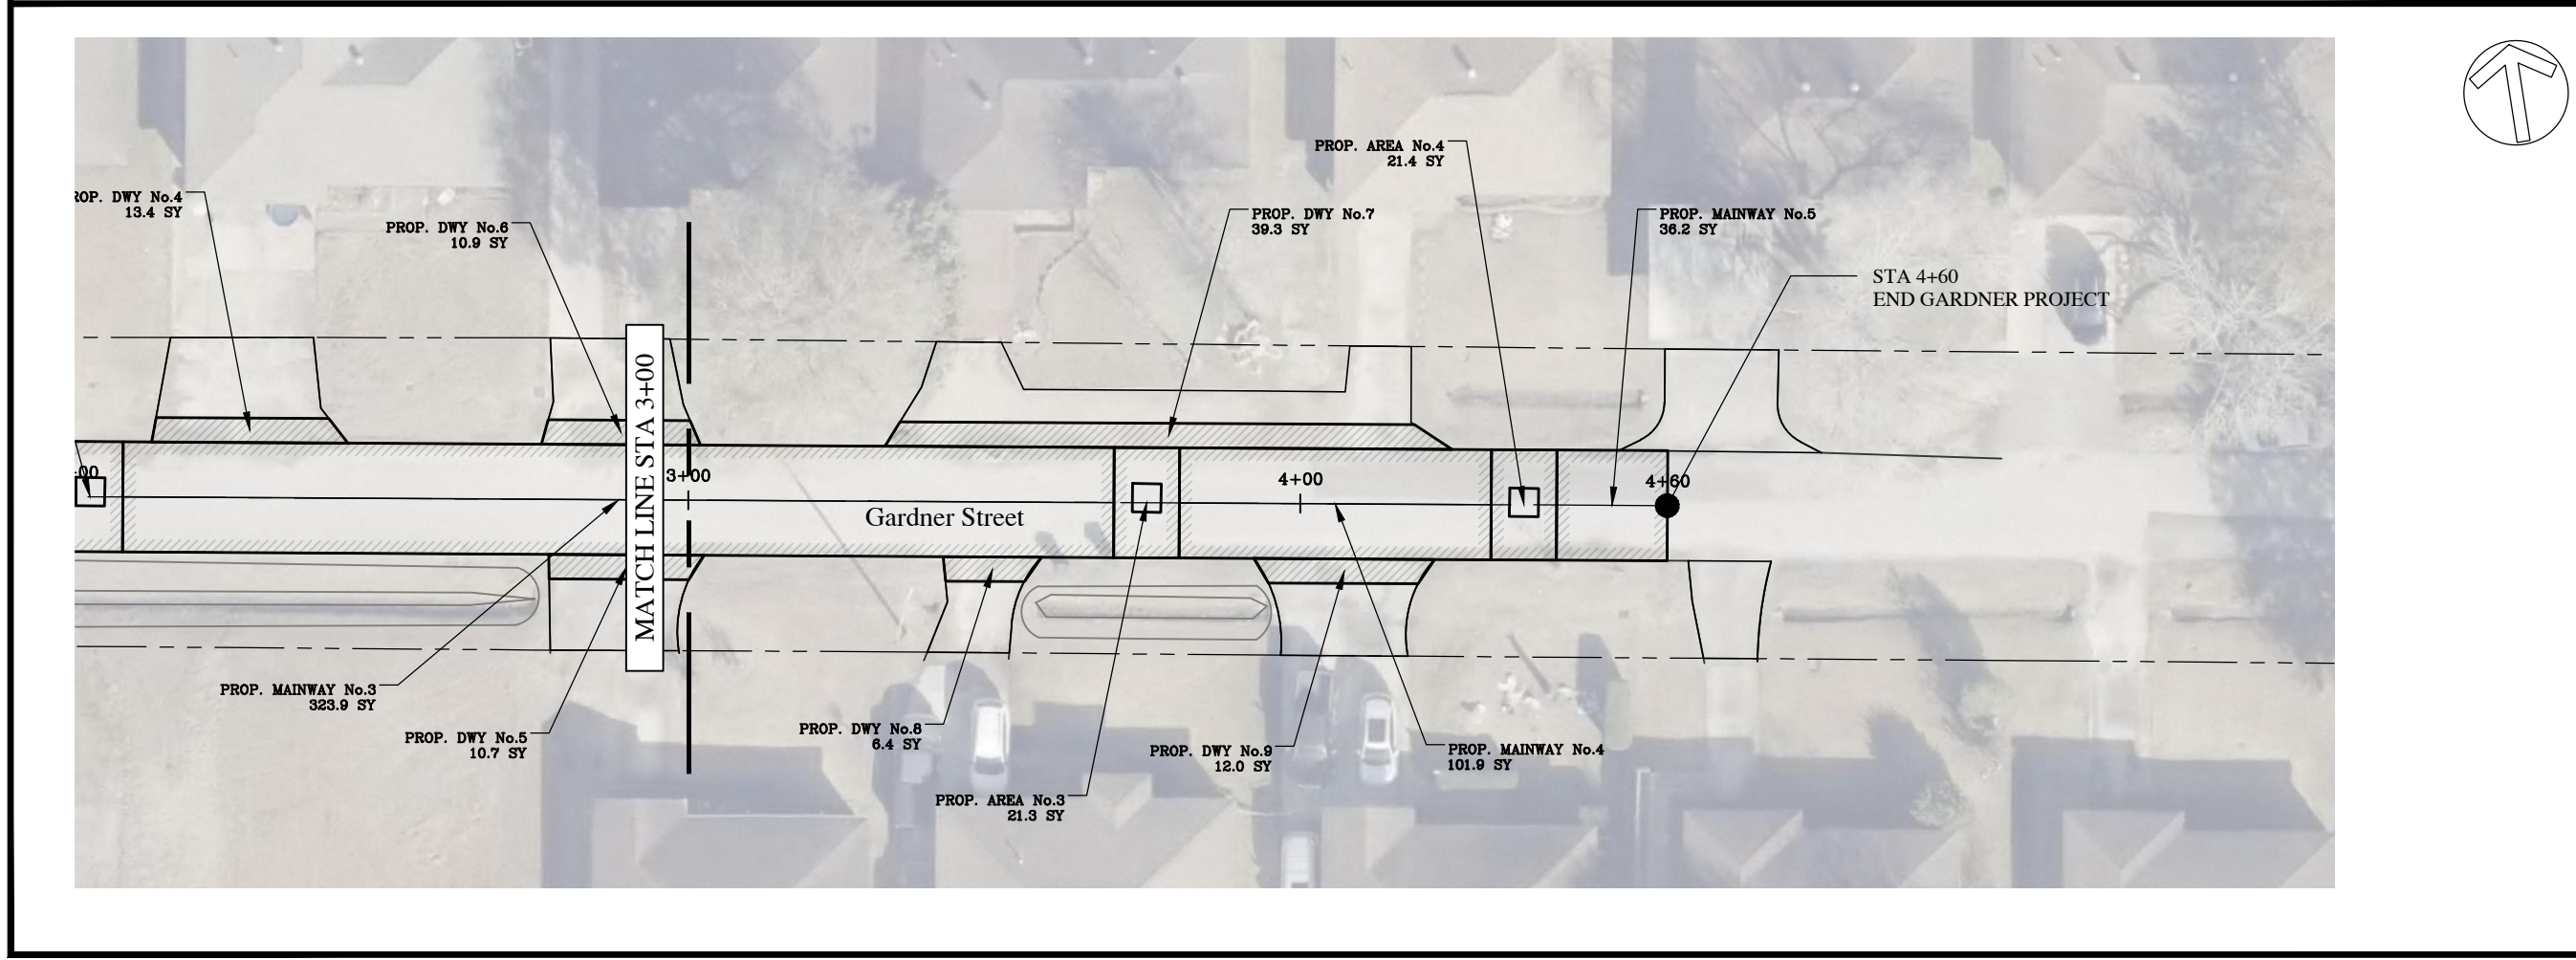 PROP. AREA No.4
21.4 SY
ROP. DWY No.4
13.4 SY
PROP. DWY No.6
10.9 SY
PROP. DWY No.7
39.3 SY
PROP. MAINWAY No.5
36.2 SY
STA 4+60
END GARDNER PROJECT
MATCH LINE STA 3+00
+00
3+00
4+00
4+60
Gardner Street
PROP. MAINWAY No.3
323.9 SY
PROP. DWY No.5
10.7 SY
PROP. DWY No.8
6.4 SY
PROP. DWY No.9
12.0 SY
PROP. MAINWAY No.4
101.9 SY
PROP. AREA No.3
21.3 SY